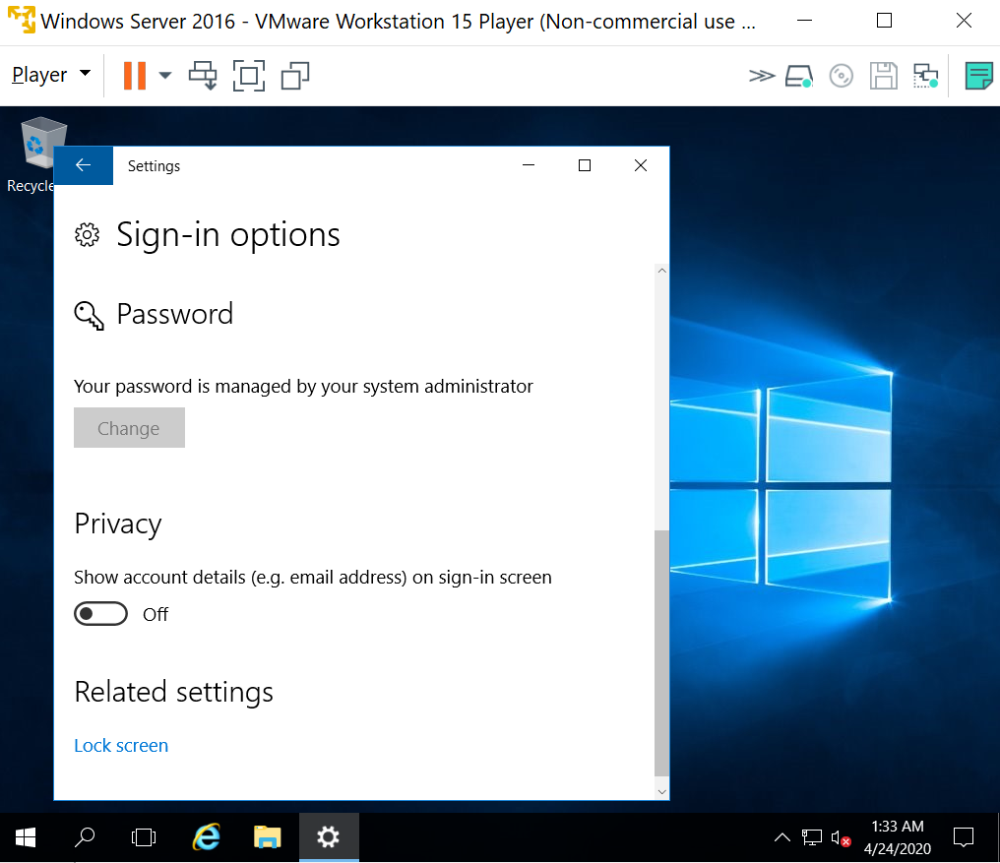 Windows Server 2016 - VMware Workstation 15 Player (Non-commercial use ...
Player
Recycle
Settings
Sign-in options
Password
Your password is managed by your system administrator
Change
Privacy
Show account details (e.g. email address) on sign-in screen
Off
Related settings
Lock screen
1:33 AM
4/24/2020